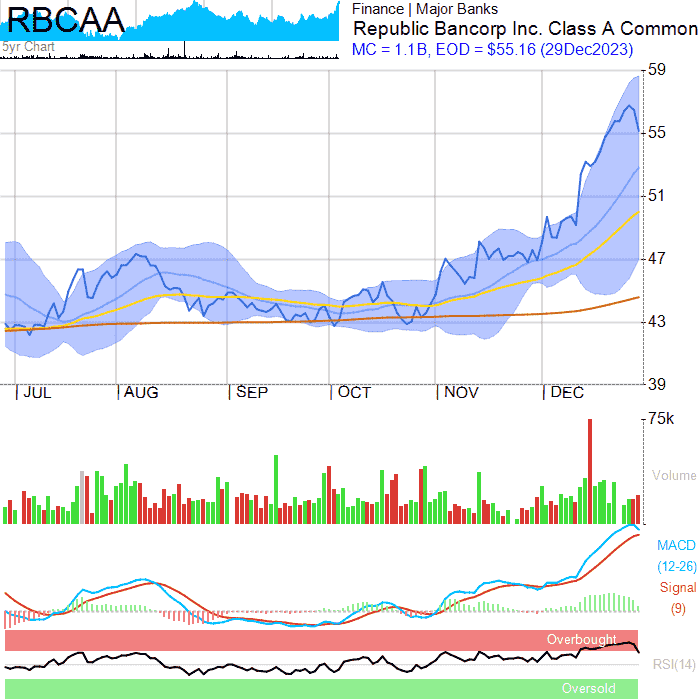 RBCAA
5yr Chart
Finance | Major Banks
Republic Bancorp Inc. Class A Common
MC = 1.1B, EOD = $55.16 (29Dec2023)
59
55
51
47
43
39
JUL AUG SEP OCT NOV DEC
75k
Volume
MACD
(12-26)
Signal
(9)
Overbought
RSI(14)
Oversold